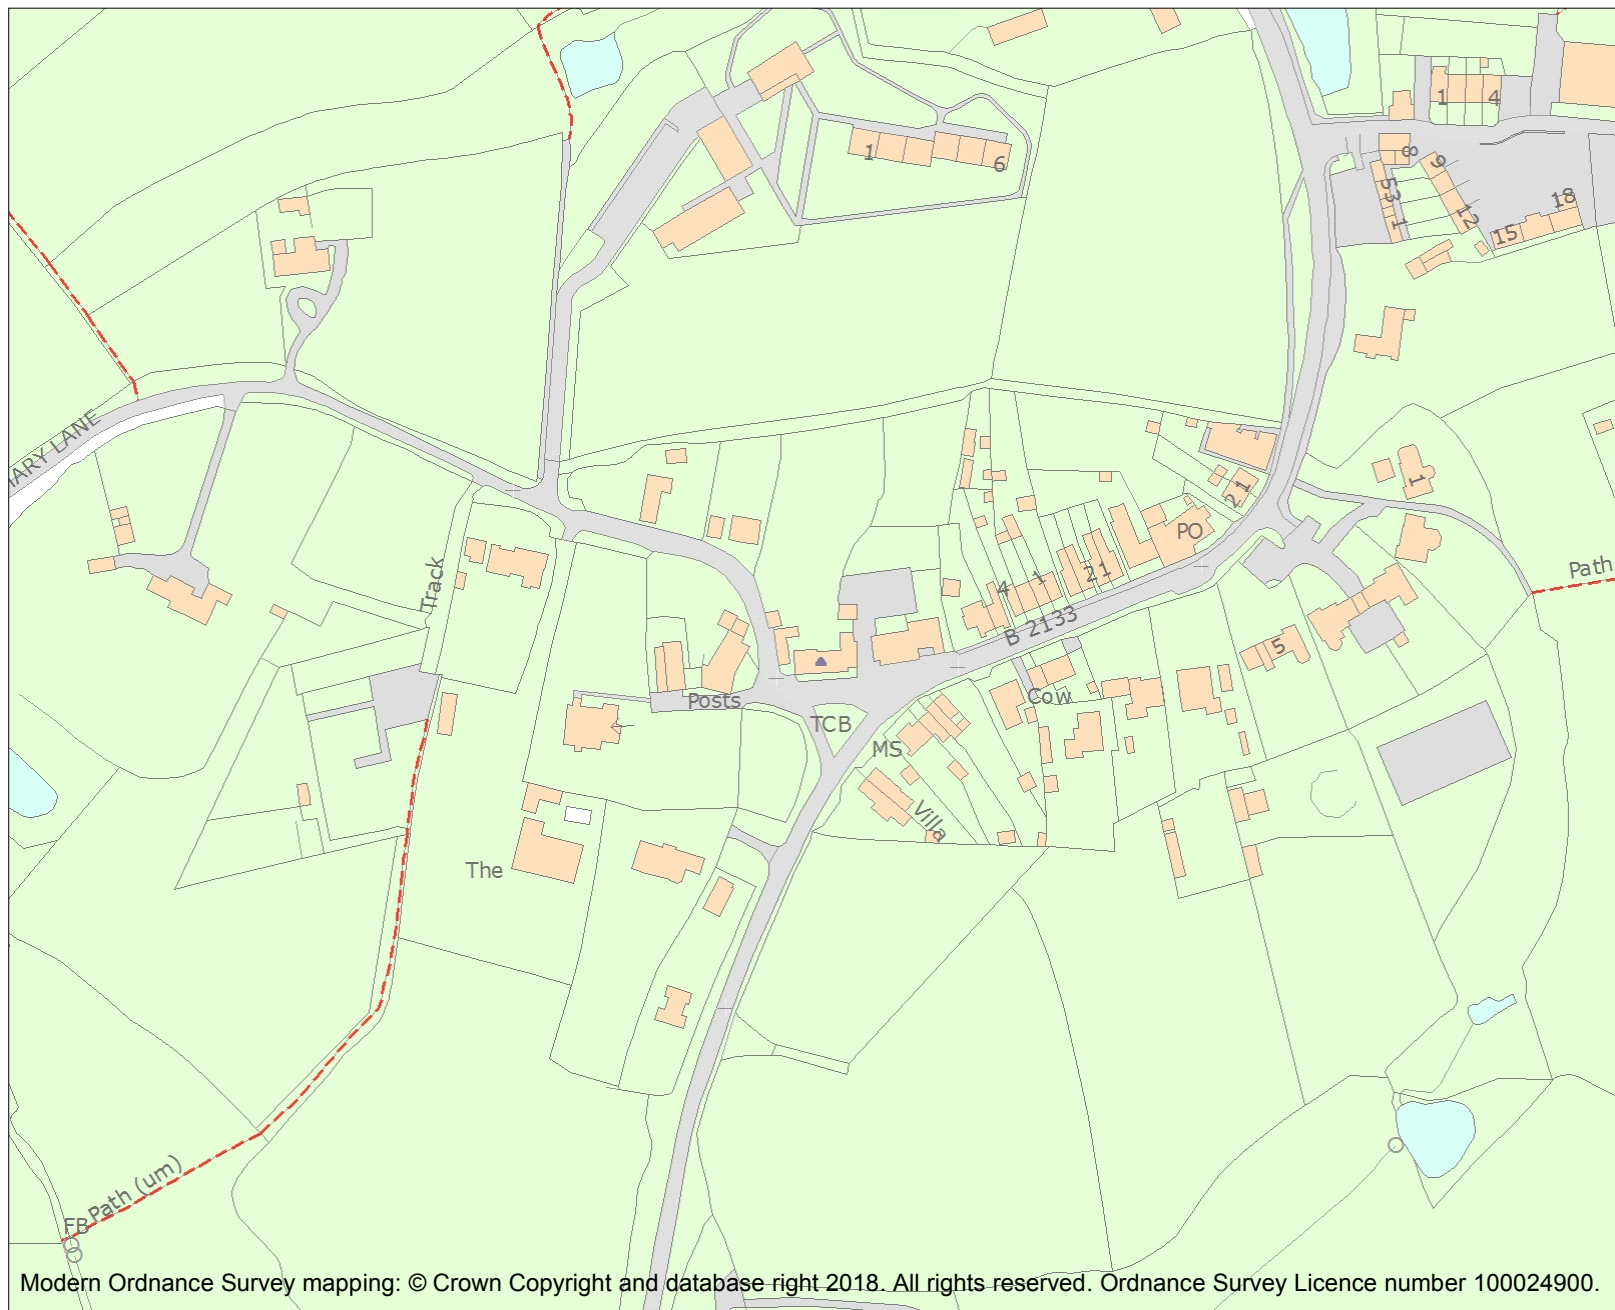 1
4
1
6
8
9
53
1
12
15
18
ARY LANE
1
21
PO
Track
Path
21
4
1
B 2133
5
Posts
Cow
TCB
MS
Villa
The
Path (um)
FB
Modern Ordnance Survey mapping: © Crown Copyright and database right 2018. All rights reserved. Ordnance Survey Licence number 100024900.